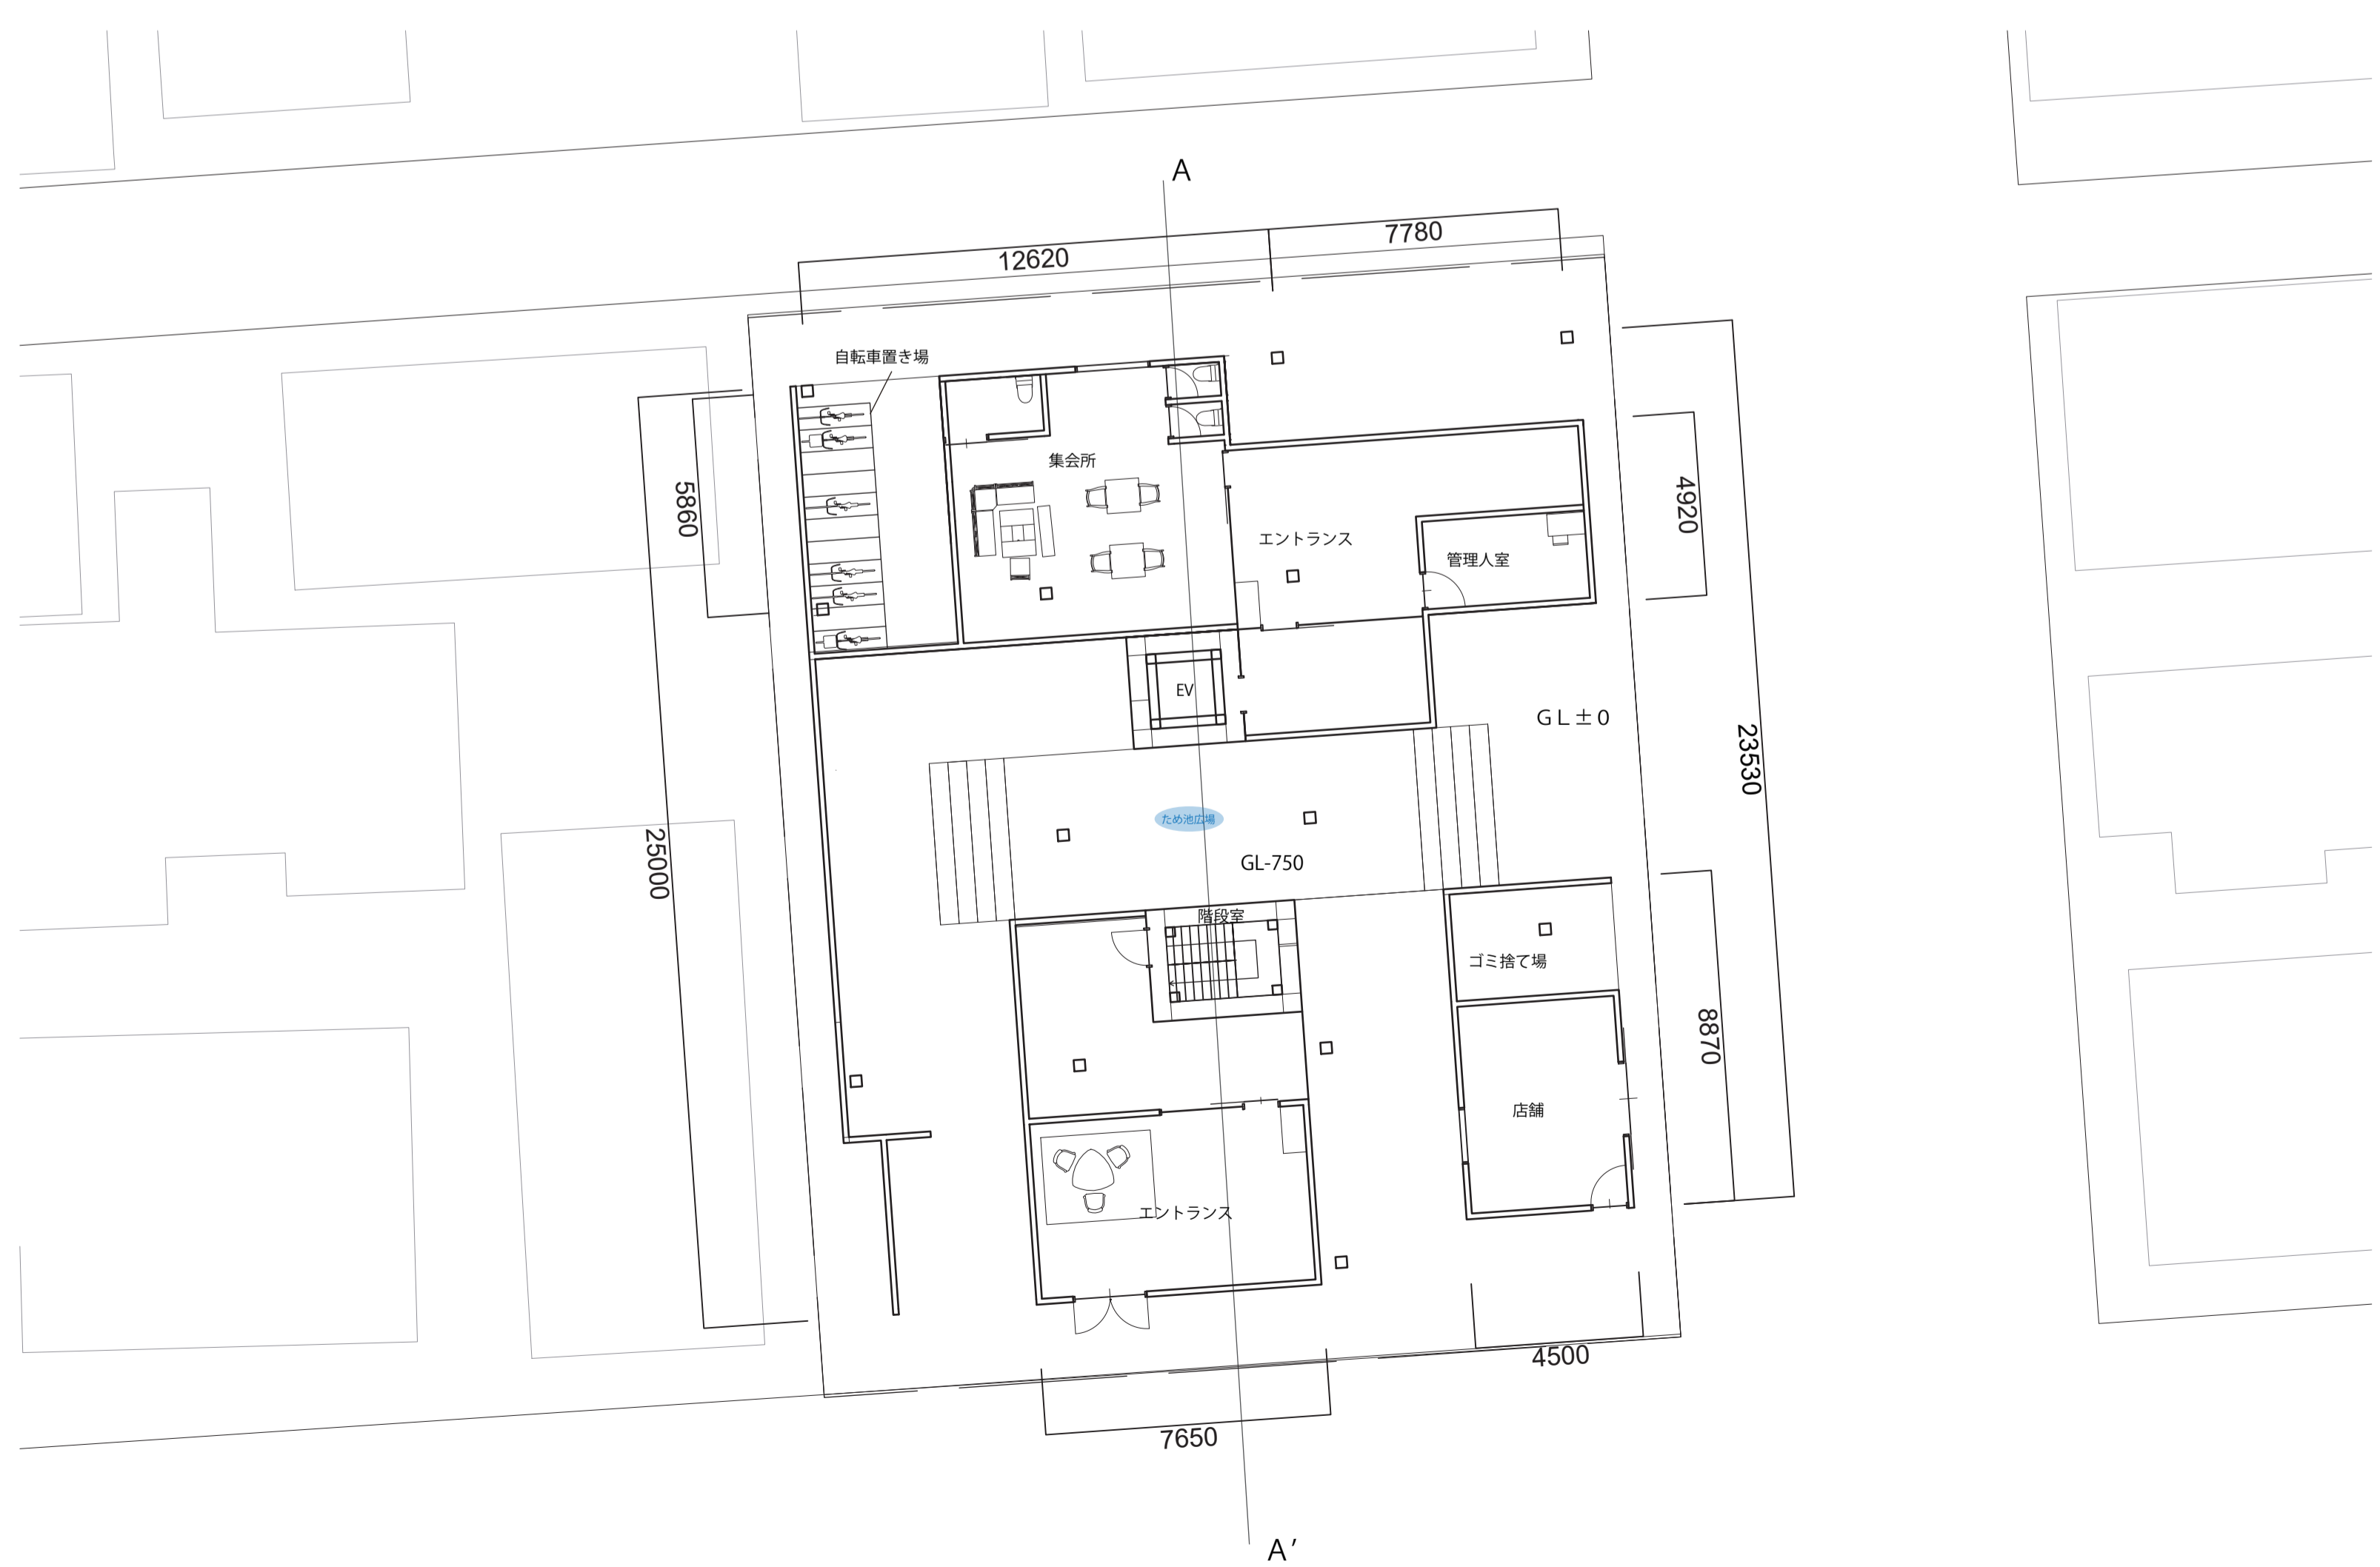 A
7780
12620
自転車置き場
集会所
5860
4920
エントランス
管理人室
EV
GL±0
23530
ため池広場
25000
GL-750
階段室
ゴミ捨て場
8870
店舗
エントランス
4500
7650
A′